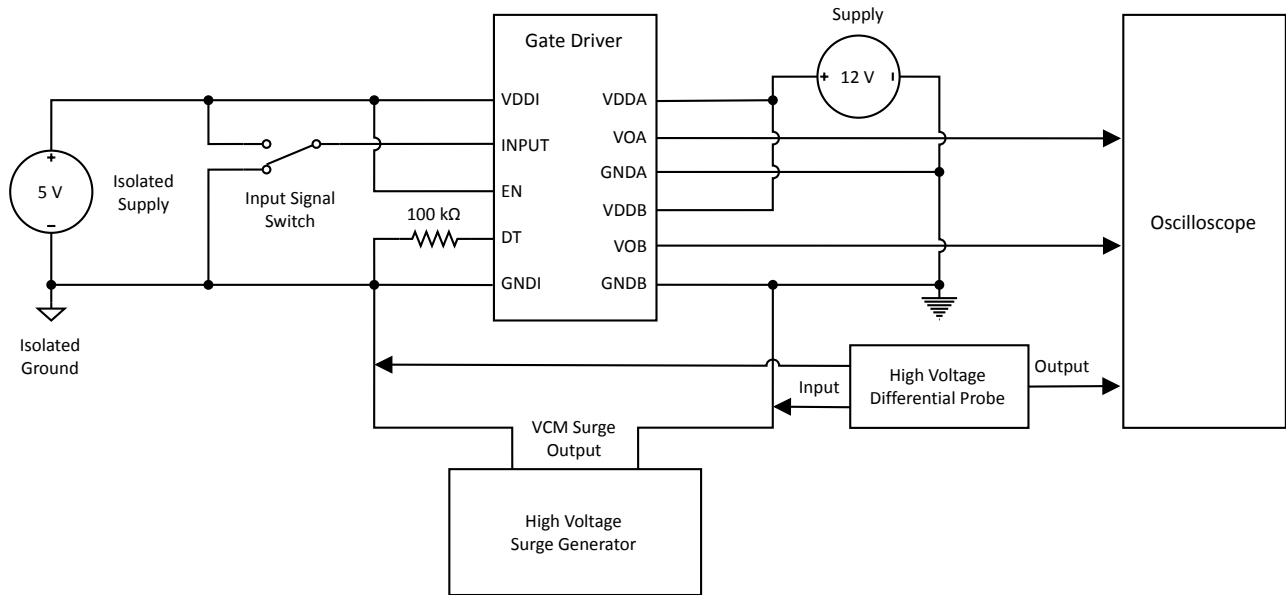 Supply
Gate Driver
+ 12 V −
VDDI
VDDA
INPUT
VOA
+
5 V
−
Isolated
Supply
Input Signal
Switch
EN
GNDA
100 kΩ
VDDB
DT
VOB
GNDI
GNDB
Oscilloscope
Isolated
Ground
High Voltage
Differential Probe
Input
Output
VCM Surge
Output
High Voltage
Surge Generator